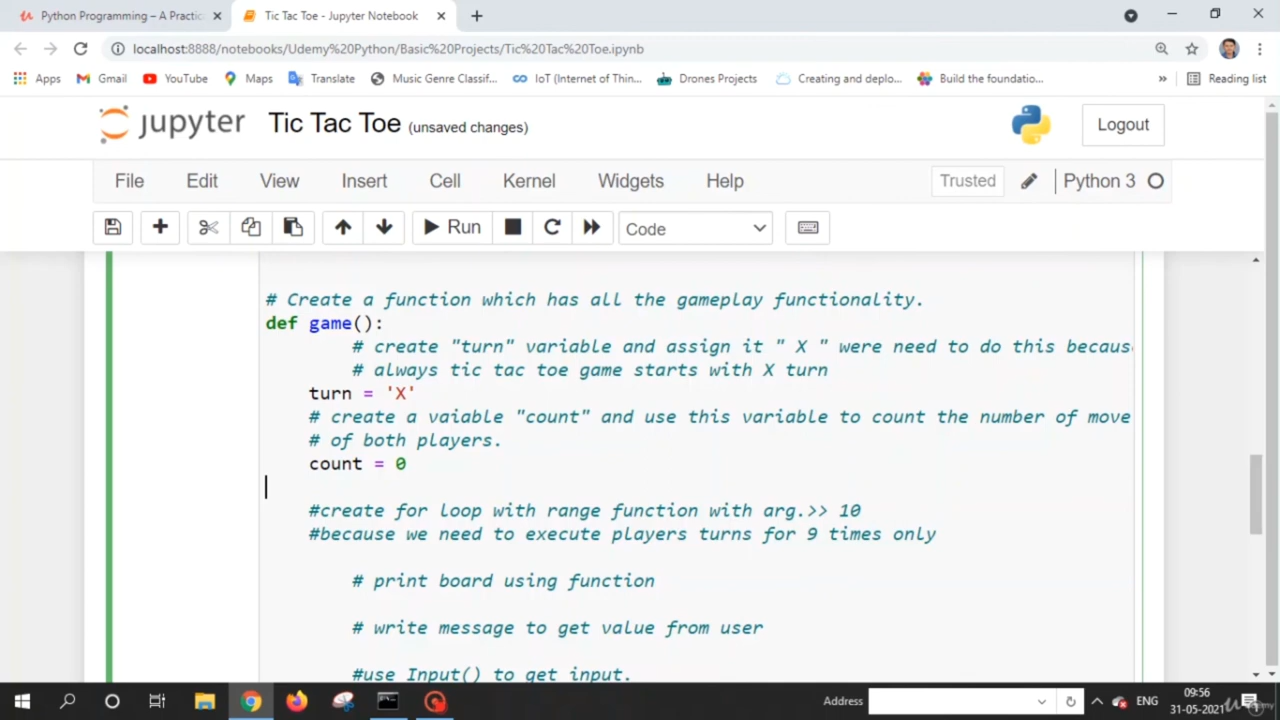 Python Programming – A Practic
Tic Tac Toe - Jupyter Notebook
localhost:8888/notebooks/Udemy%20Python/Basic%20Projects/Tic%20Tac%20Toe.ipynb
Apps Gmail YouTube Maps Translate Music Genre Classif... IoT (Internet of Thin... Drones Projects Creating and deplo... Build the foundatio... » Reading list
jupyter Tic Tac Toe (unsaved changes) Logout
File Edit View Insert Cell Kernel Widgets Help Trusted Python 3
Run Code
# Create a function which has all the gameplay functionality.
def game():
# create "turn" variable and assign it " X " were need to do this because
# always tic tac toe game starts with X turn
turn = 'X'
# create a vaiable "count" and use this variable to count the number of move
# of both players.
count = 0
#create for loop with range function with arg.>> 10
#because we need to execute players turns for 9 times only
# print board using function
# write message to get value from user
#use Input() to get input.
Address ENG 09:56
31-05-2021